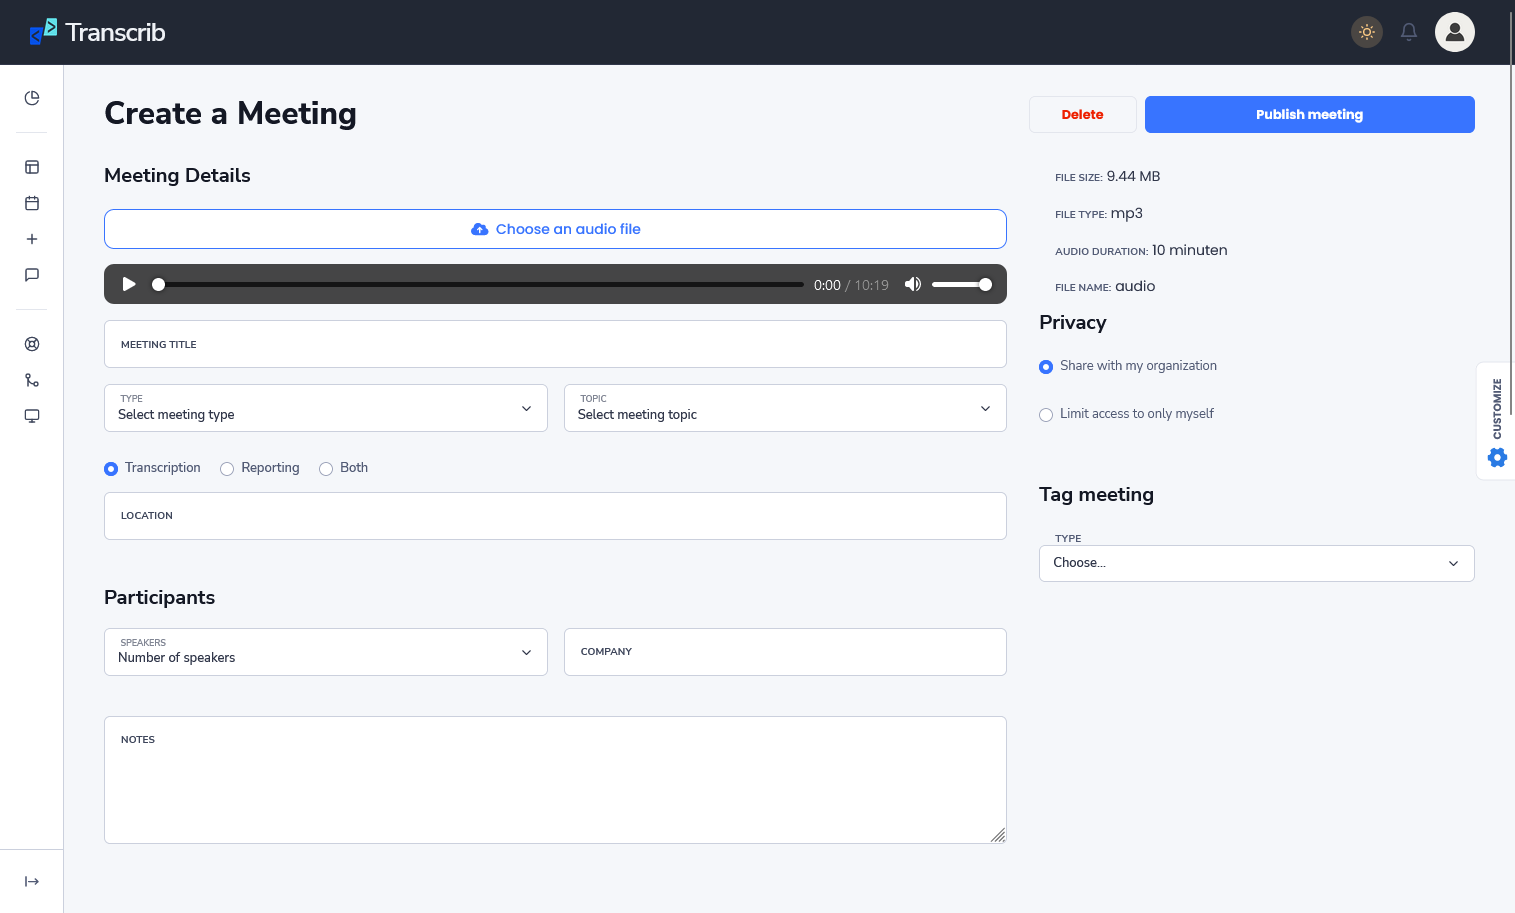 Transcrib
Create a Meeting
Delete
Publish meeting
Meeting Details
Choose an audio file
0:00 / 10:19
MEETING TITLE
TYPE
Select meeting type
TOPIC
Select meeting topic
Transcription
Reporting
Both
LOCATION
Participants
SPEAKERS
Number of speakers
COMPANY
NOTES
FILE SIZE: 9.44 MB
FILE TYPE: mp3
AUDIO DURATION: 10 minuten
FILE NAME: audio
Privacy
Share with my organization
Limit access to only myself
Tag meeting
TYPE
Choose...
CUSTOMIZE